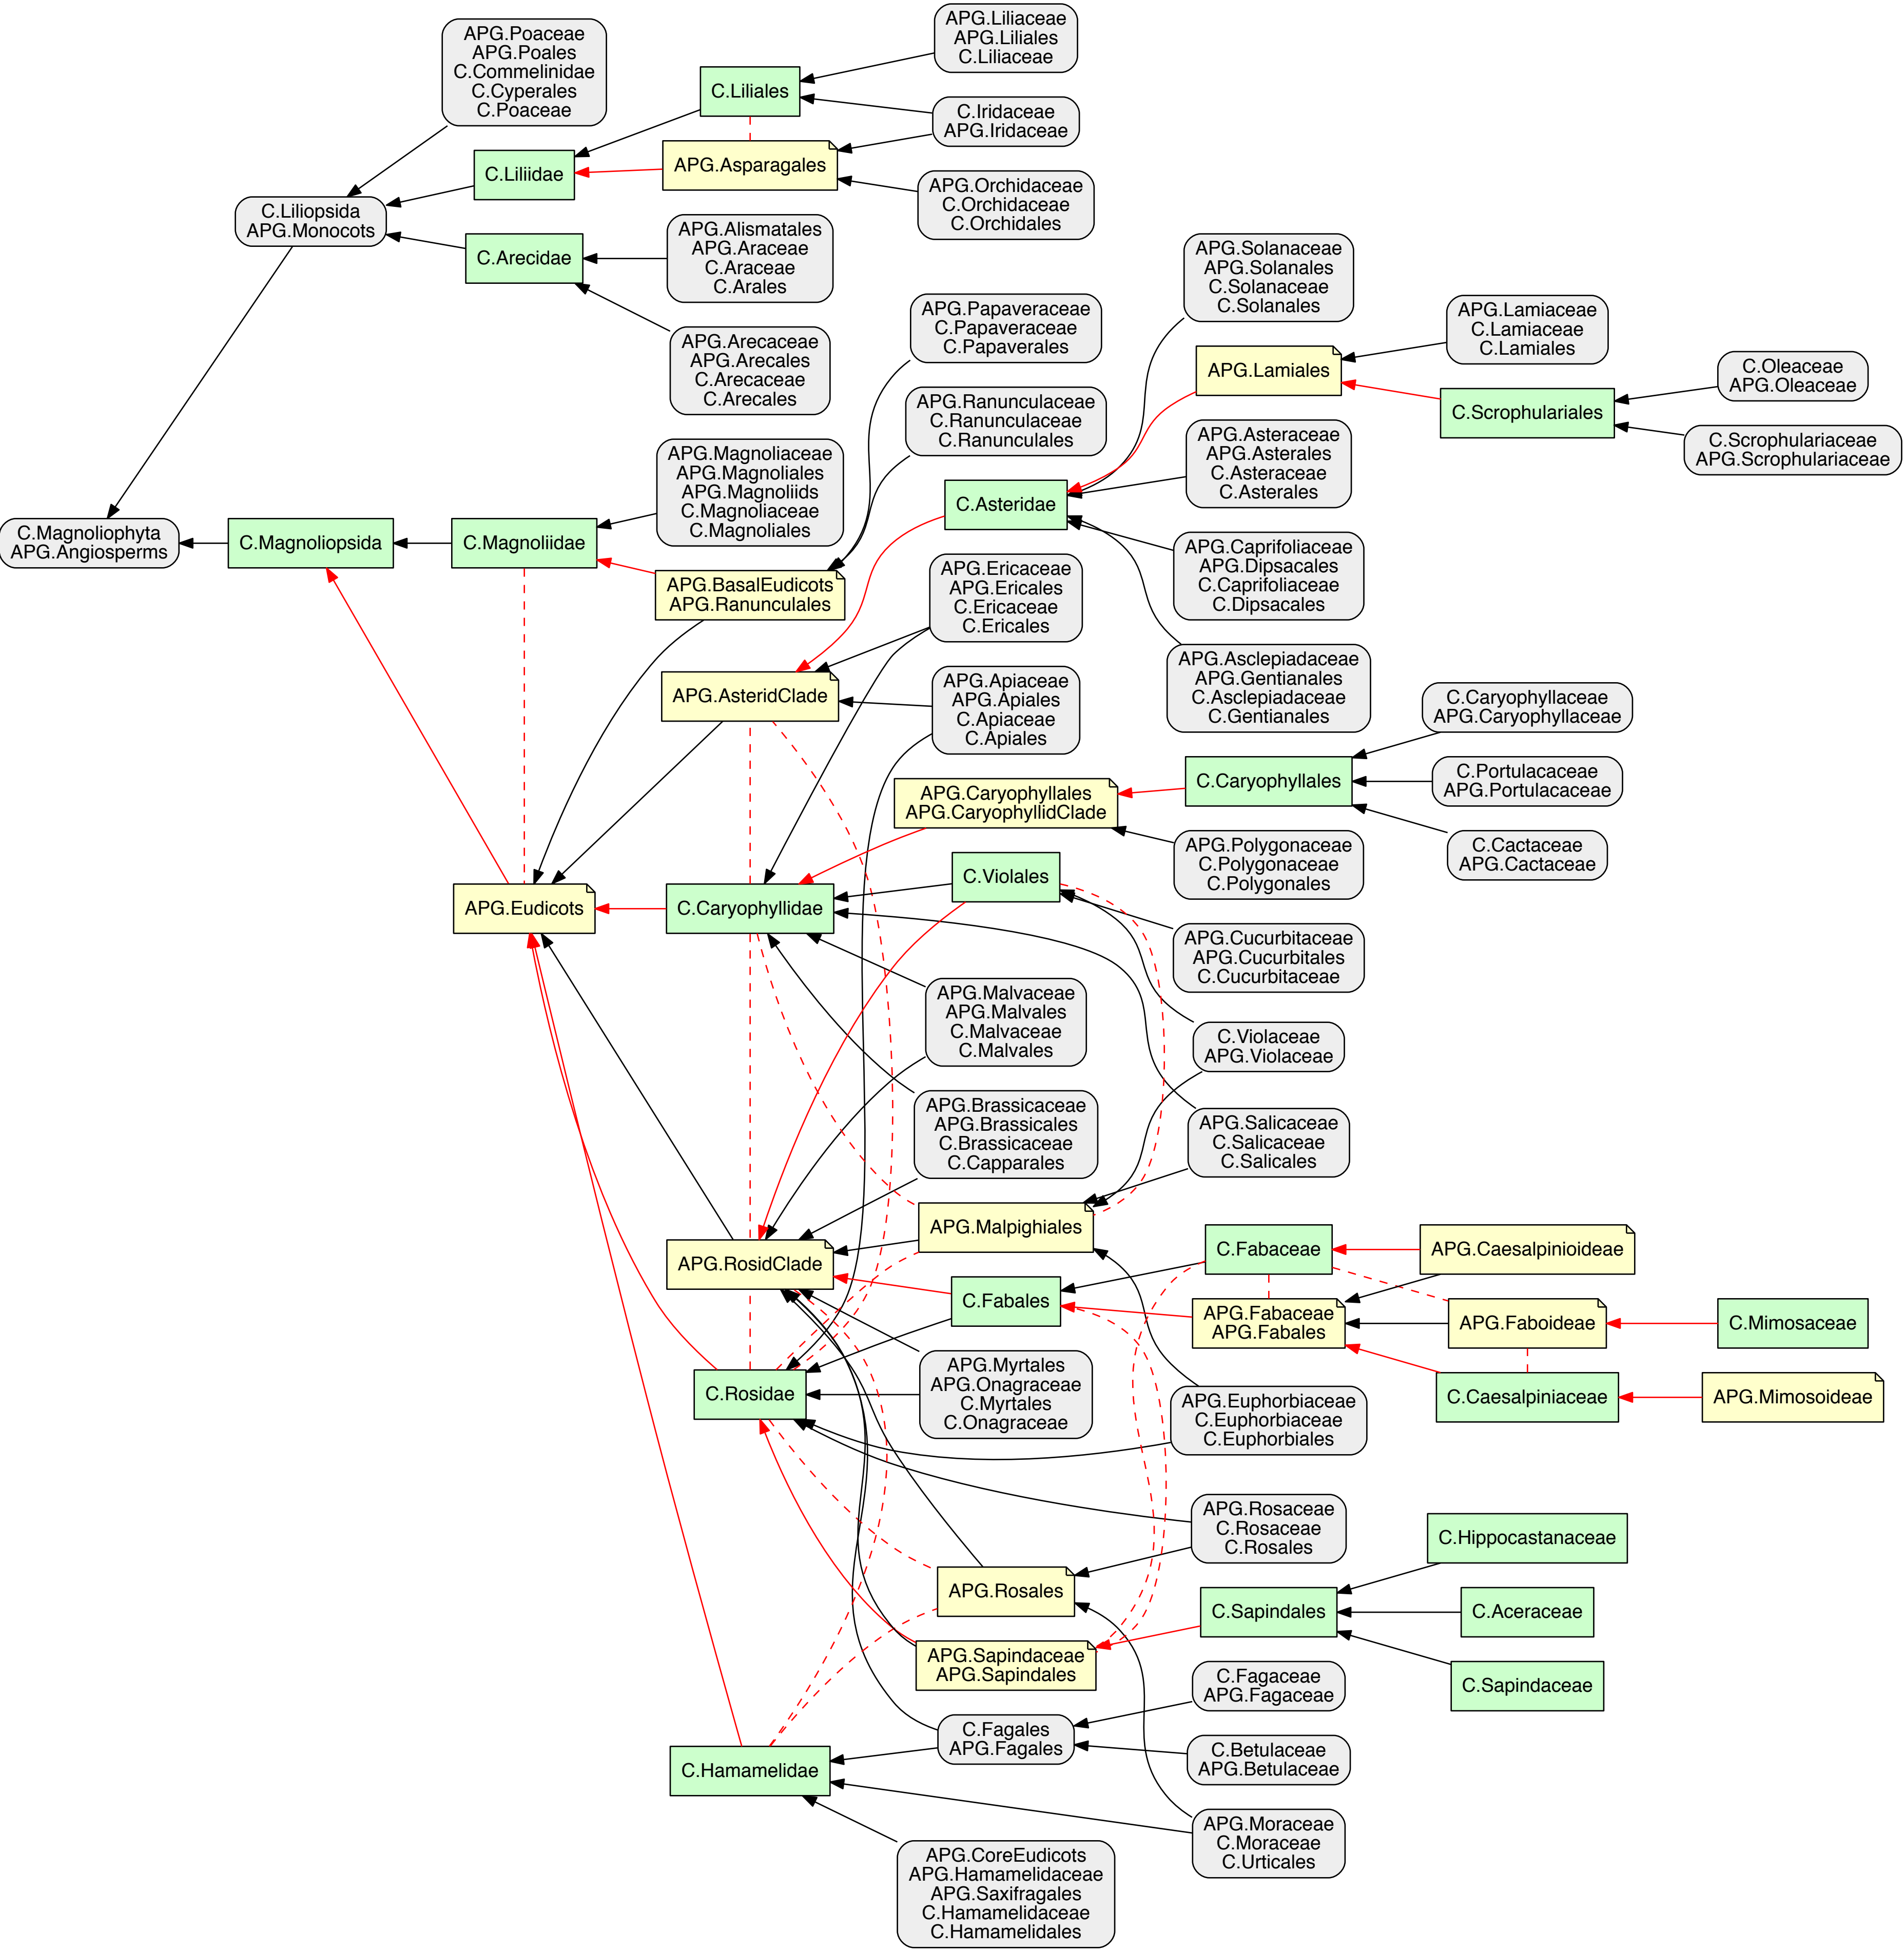 APG.Poaceae
APG.Poales
C.Commelinidae
C.Cyperales
C.Poaceae
C.Liliales
APG.Liliaceae
APG.Liliales
C.Liliaceae
C.Iridaceae
APG.Iridaceae
C.Liliidae
APG.Asparagales
APG.Orchidaceae
C.Orchidaceae
C.Orchidales
C.Liliopsida
APG.Monocots
C.Arecidae
APG.Alismatales
APG.Araceae
C.Araceae
C.Arales
APG.Arecaceae
APG.Arecales
C.Arecaceae
C.Arecales
APG.Papaveraceae
C.Papaveraceae
C.Papaverales
APG.Ranunculaceae
C.Ranunculaceae
C.Ranunculales
APG.Solanaceae
APG.Solanales
C.Solanaceae
C.Solanales
APG.Lamiales
APG.Lamiaceae
C.Lamiaceae
C.Lamiales
C.Scrophulariales
C.Oleaceae
APG.Oleaceae
C.Scrophulariaceae
APG.Scrophulariaceae
APG.Asteraceae
APG.Asterales
C.Asteraceae
C.Asterales
C.Asteridae
APG.Magnoliaceae
APG.Magnoliales
APG.Magnoliids
C.Magnoliaceae
C.Magnoliales
C.Magnoliophyta
APG.Angiosperms
C.Magnoliopsida
C.Magnoliidae
APG.BasalEudicots
APG.Ranunculales
APG.Ericaceae
APG.Ericales
C.Ericaceae
C.Ericales
APG.Caprifoliaceae
APG.Dipsacales
C.Caprifoliaceae
C.Dipsacales
APG.Asclepiadaceae
APG.Gentianales
C.Asclepiadaceae
C.Gentianales
APG.AsteridClade
APG.Apiaceae
APG.Apiales
C.Apiaceae
C.Apiales
C.Caryophyllaceae
APG.Caryophyllaceae
C.Caryophyllales
C.Portulacaceae
APG.Portulacaceae
APG.Caryophyllales
APG.CaryophyllidClade
C.Cactaceae
APG.Cactaceae
APG.Polygonaceae
C.Polygonaceae
C.Polygonales
C.Violales
APG.Eudicots
C.Caryophyllidae
APG.Cucurbitaceae
APG.Cucurbitales
C.Cucurbitaceae
APG.Malvaceae
APG.Malvales
C.Malvaceae
C.Malvales
C.Violaceae
APG.Violaceae
APG.Brassicaceae
APG.Brassicales
C.Brassicaceae
C.Capparales
APG.Salicaceae
C.Salicaceae
C.Salicales
APG.Malpighiales
APG.RosidClade
C.Fabaceae
APG.Caesalpinioideae
C.Fabales
APG.Fabaceae
APG.Fabales
APG.Faboideae
C.Mimosaceae
C.Rosidae
APG.Myrtales
APG.Onagraceae
C.Myrtales
C.Onagraceae
C.Caesalpiniaceae
APG.Mimosoideae
APG.Euphorbiaceae
C.Euphorbiaceae
C.Euphorbiales
APG.Rosaceae
C.Rosaceae
C.Rosales
C.Hippocastanaceae
APG.Rosales
C.Sapindales
C.Aceraceae
APG.Sapindaceae
APG.Sapindales
C.Sapindaceae
C.Fagaceae
APG.Fagaceae
C.Fagales
APG.Fagales
C.Betulaceae
APG.Betulaceae
C.Hamamelidae
APG.Moraceae
C.Moraceae
C.Urticales
APG.CoreEudicots
APG.Hamamelidaceae
APG.Saxifragales
C.Hamamelidaceae
C.Hamamelidales